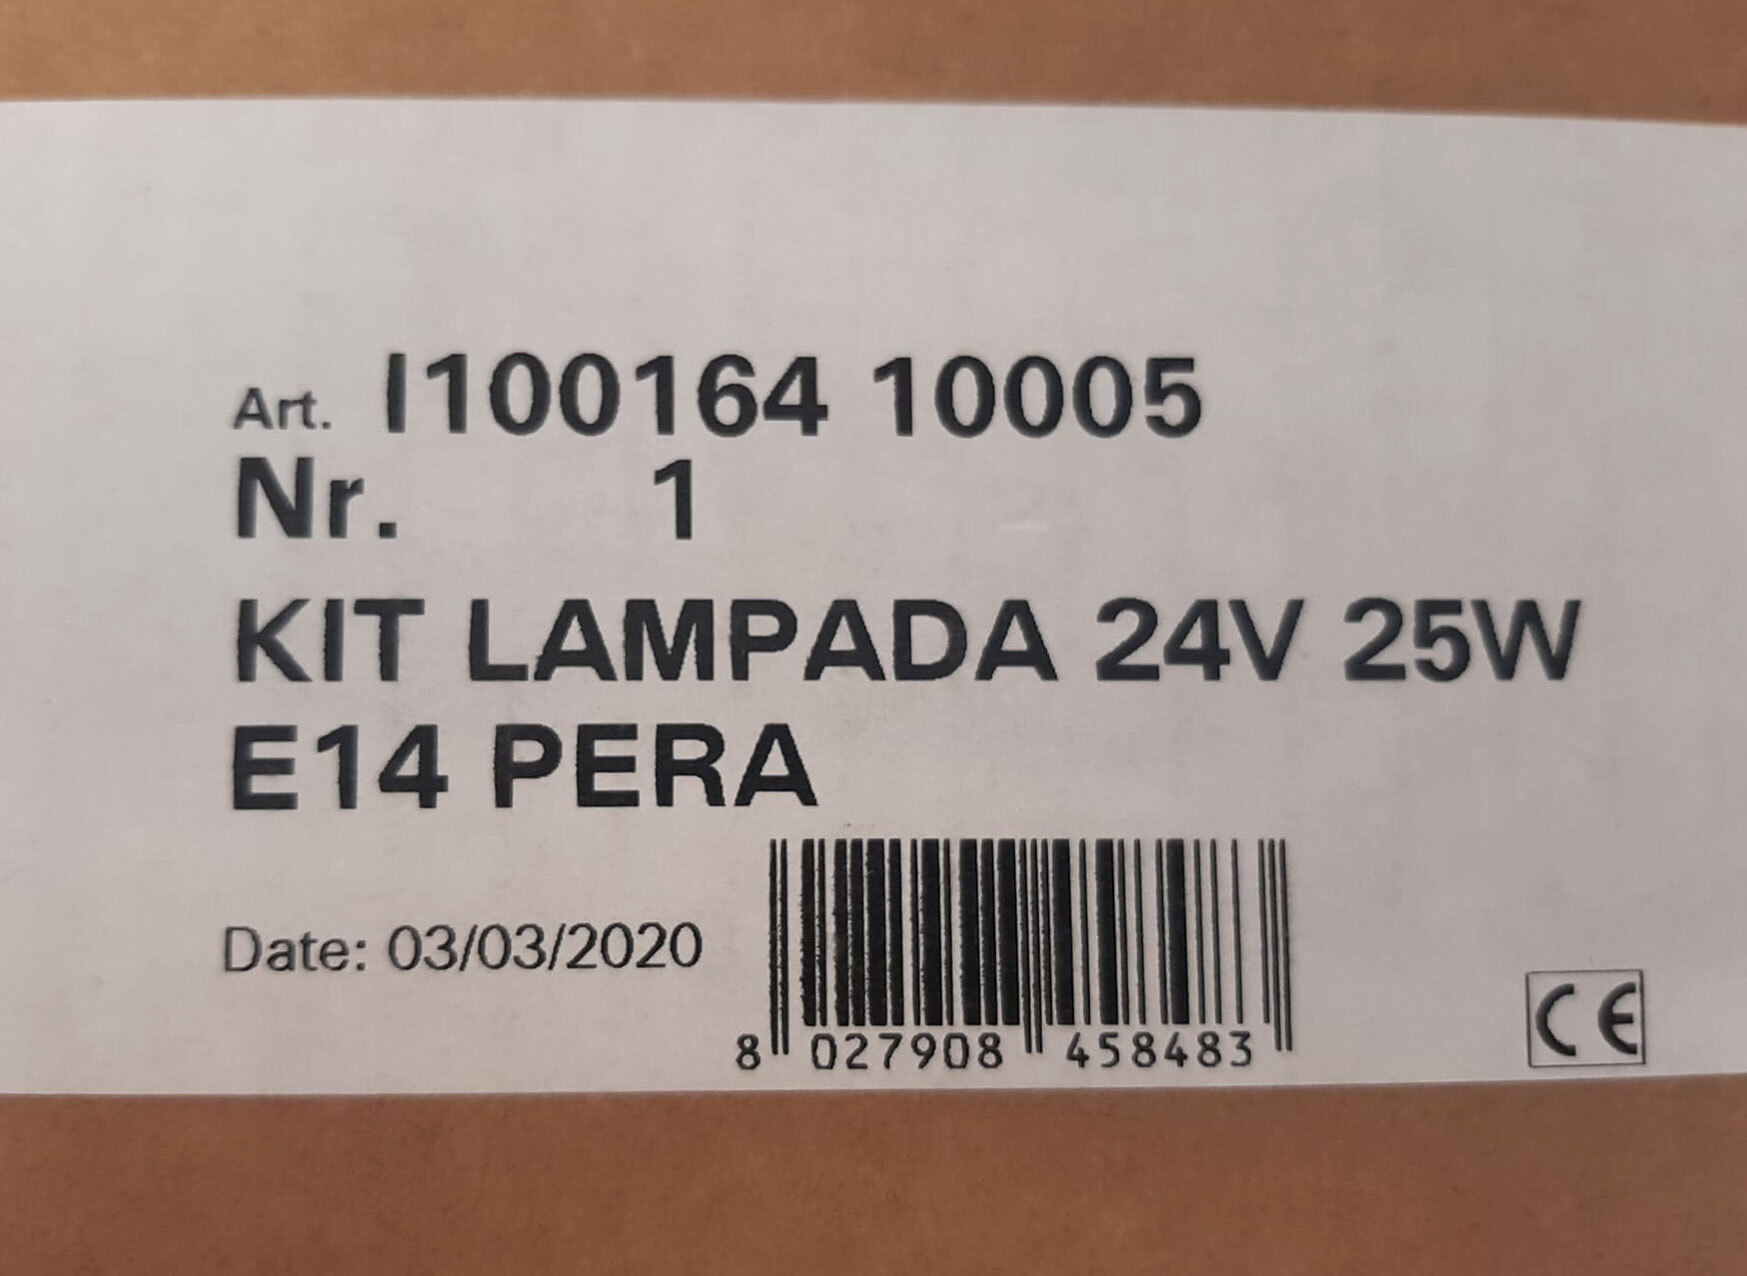 Art. I100164 10005
Nr. 1
KIT LAMPADA 24V 25W
E14 PERA
Date: 03/03/2020
8 027908 458483
CE